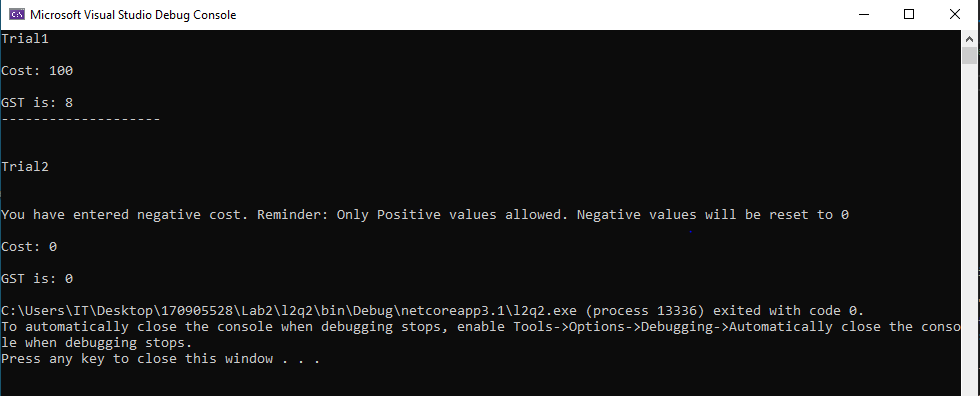 Microsoft Visual Studio Debug Console
Trial1
Cost: 100
GST is: 8
--------------------
Trial2
You have entered negative cost. Reminder: Only Positive values allowed. Negative values will be reset to 0
Cost: 0
GST is: 0
C:\Users\IT\Desktop\170905528\Lab2\l2q2\bin\Debug\netcoreapp3.1\l2q2.exe (process 13336) exited with code 0.
To automatically close the console when debugging stops, enable Tools->Options->Debugging->Automatically close the conso
le when debugging stops.
Press any key to close this window . . .